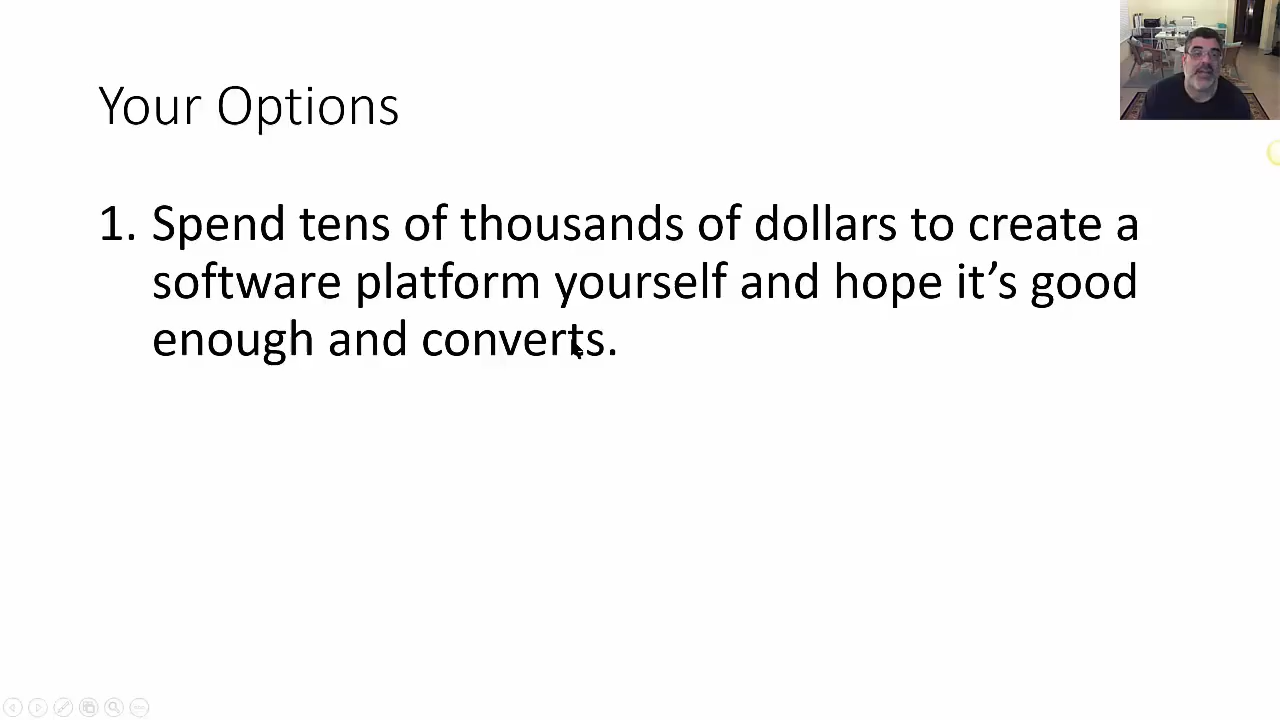 Your Options
1. Spend tens of thousands of dollars to create a
software platform yourself and hope it’s good
enough and converts.